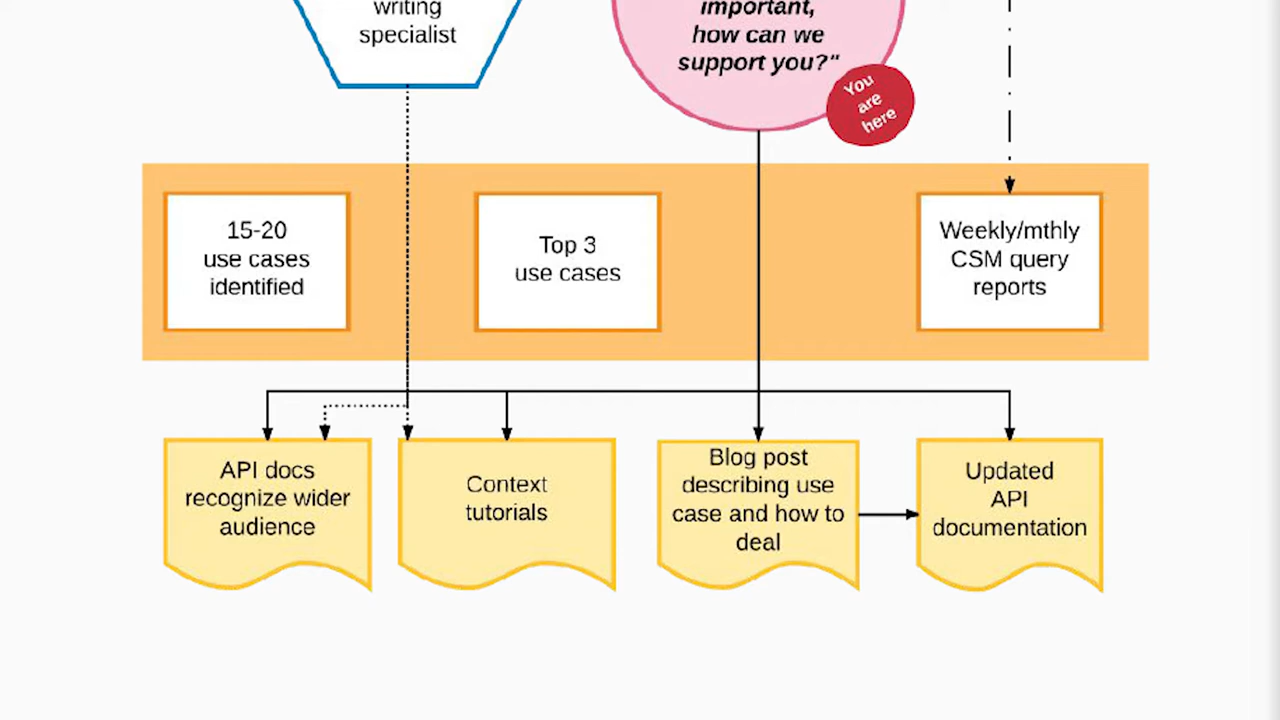 writing
specialist
important,
how can we
support you?"
You
are
here
15-20
use cases
identified
Top 3
use cases
Weekly/mthly
CSM query
reports
API docs
recognize wider
audience
Context
tutorials
Blog post
describing use
case and how to
deal
Updated
API
documentation